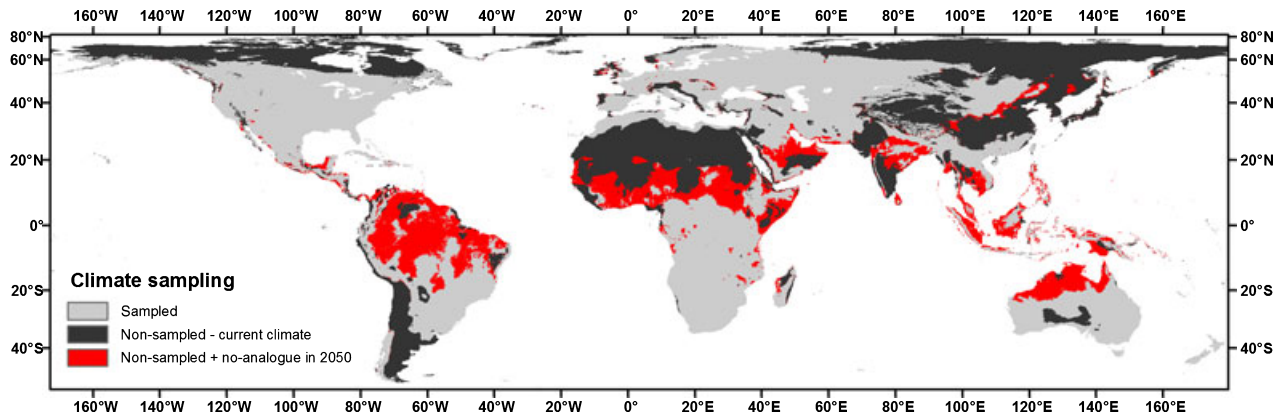 160°W 140°W 120°W 100°W 80°W 60°W 40°W 20°W 0° 20°E 40°E 60°E 80°E 100°E 120°E 140°E 160°E
80°N 80°N
60°N 60°N
40°N 40°N
20°N 20°N
0° 0°
Climate sampling
20°S 20°S
Sampled
Non-sampled - current climate
40°S 40°S
Non-sampled + no-analogue in 2050
160°W 140°W 120°W 100°W 80°W 60°W 40°W 20°W 0° 20°E 40°E 60°E 80°E 100°E 120°E 140°E 160°E